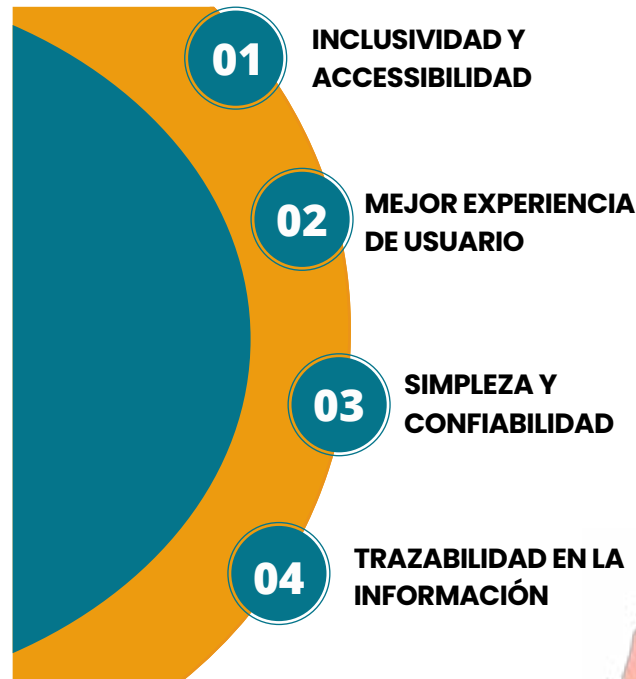 01
INCLUSIVIDAD Y
ACCESSIBILIDAD
02
MEJOR EXPERIENCIA
DE USUARIO
03
SIMPLEZA Y
CONFIABILIDAD
04
TRAZABILIDAD EN LA
INFORMACIÓN